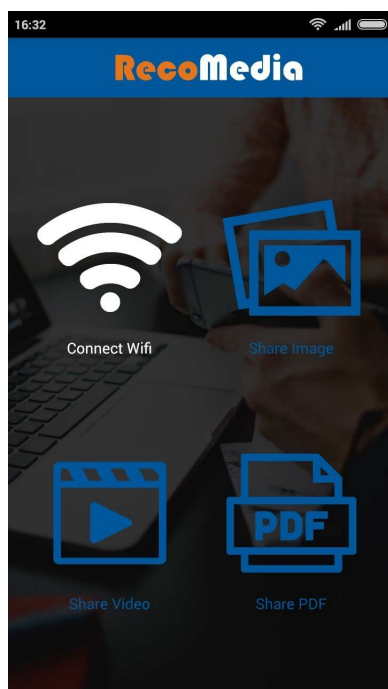 16:32
RecoMedia
Connect Wifi
Share Image
PDF
Share Video
Share PDF